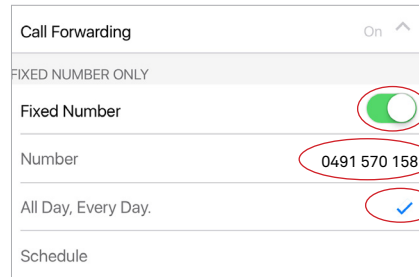 Call Forwarding On
FIXED NUMBER ONLY
Fixed Number
Number 0491 570 158
All Day, Every Day.
Schedule